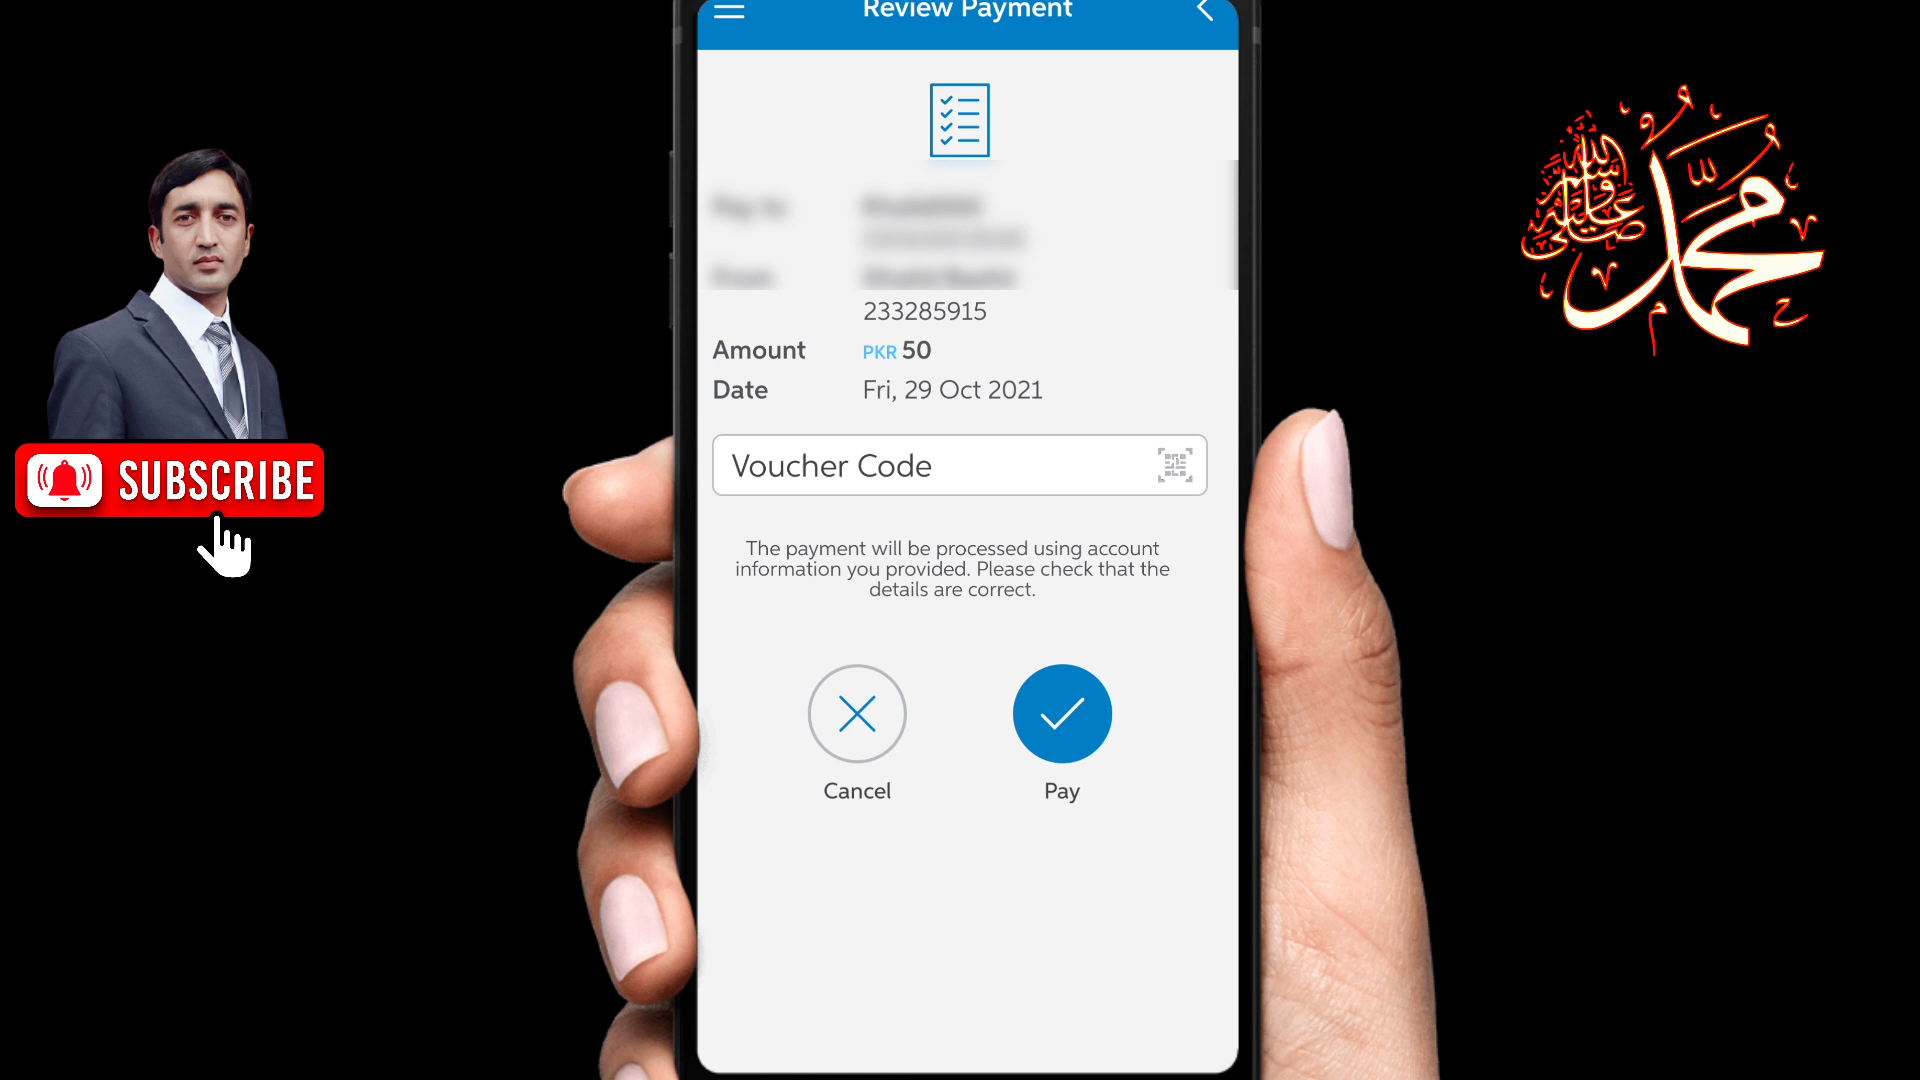 Review Payment
233285915
Amount PKR 50
Date Fri, 29 Oct 2021
Voucher Code
The payment will be processed using account
information you provided. Please check that the
details are correct.
Cancel Pay
SUBSCRIBE
محمد
صلى الله عليه وسلم